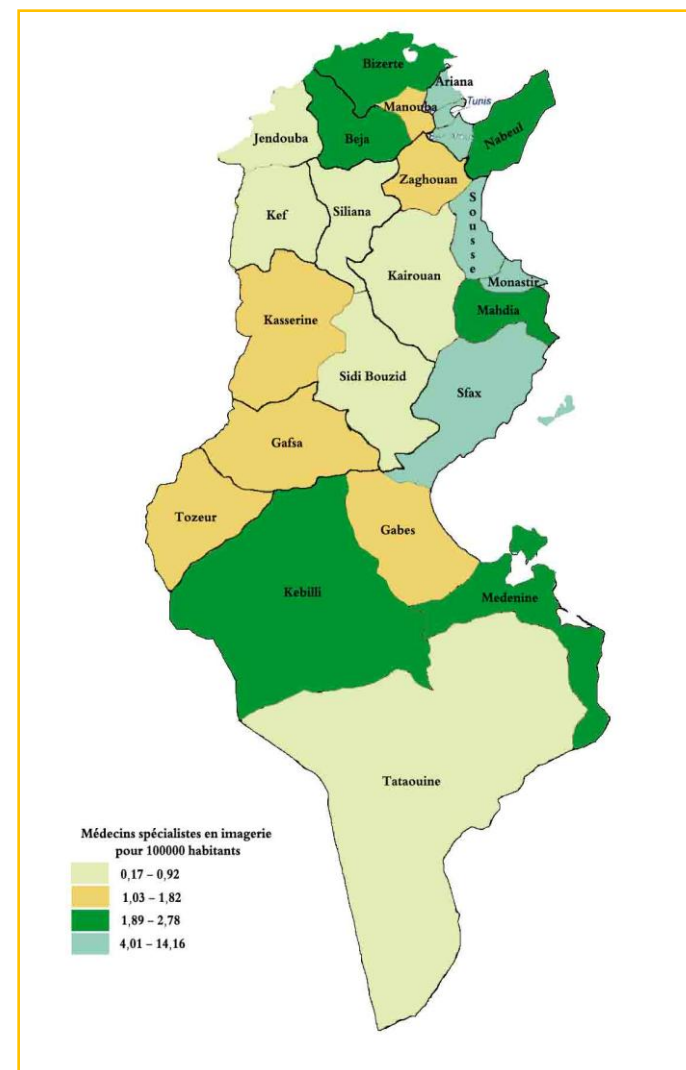 Bizerte
Ariana
Tunis
Manouba
Nabeul
Jendouba
Beja
Zaghouan
Sousse
Kef
Siliana
Kairouan
Monastir
Mahdia
Kasserine
Sidi Bouzid
Sfax
Gafsa
Tozeur
Gabes
Kebilli
Medenine
Tataouine
Médecins spécialistes en imagerie
pour 100000 habitants
0,17 – 0,92
1,03 – 1,82
1,89 – 2,78
4,01 – 14,16